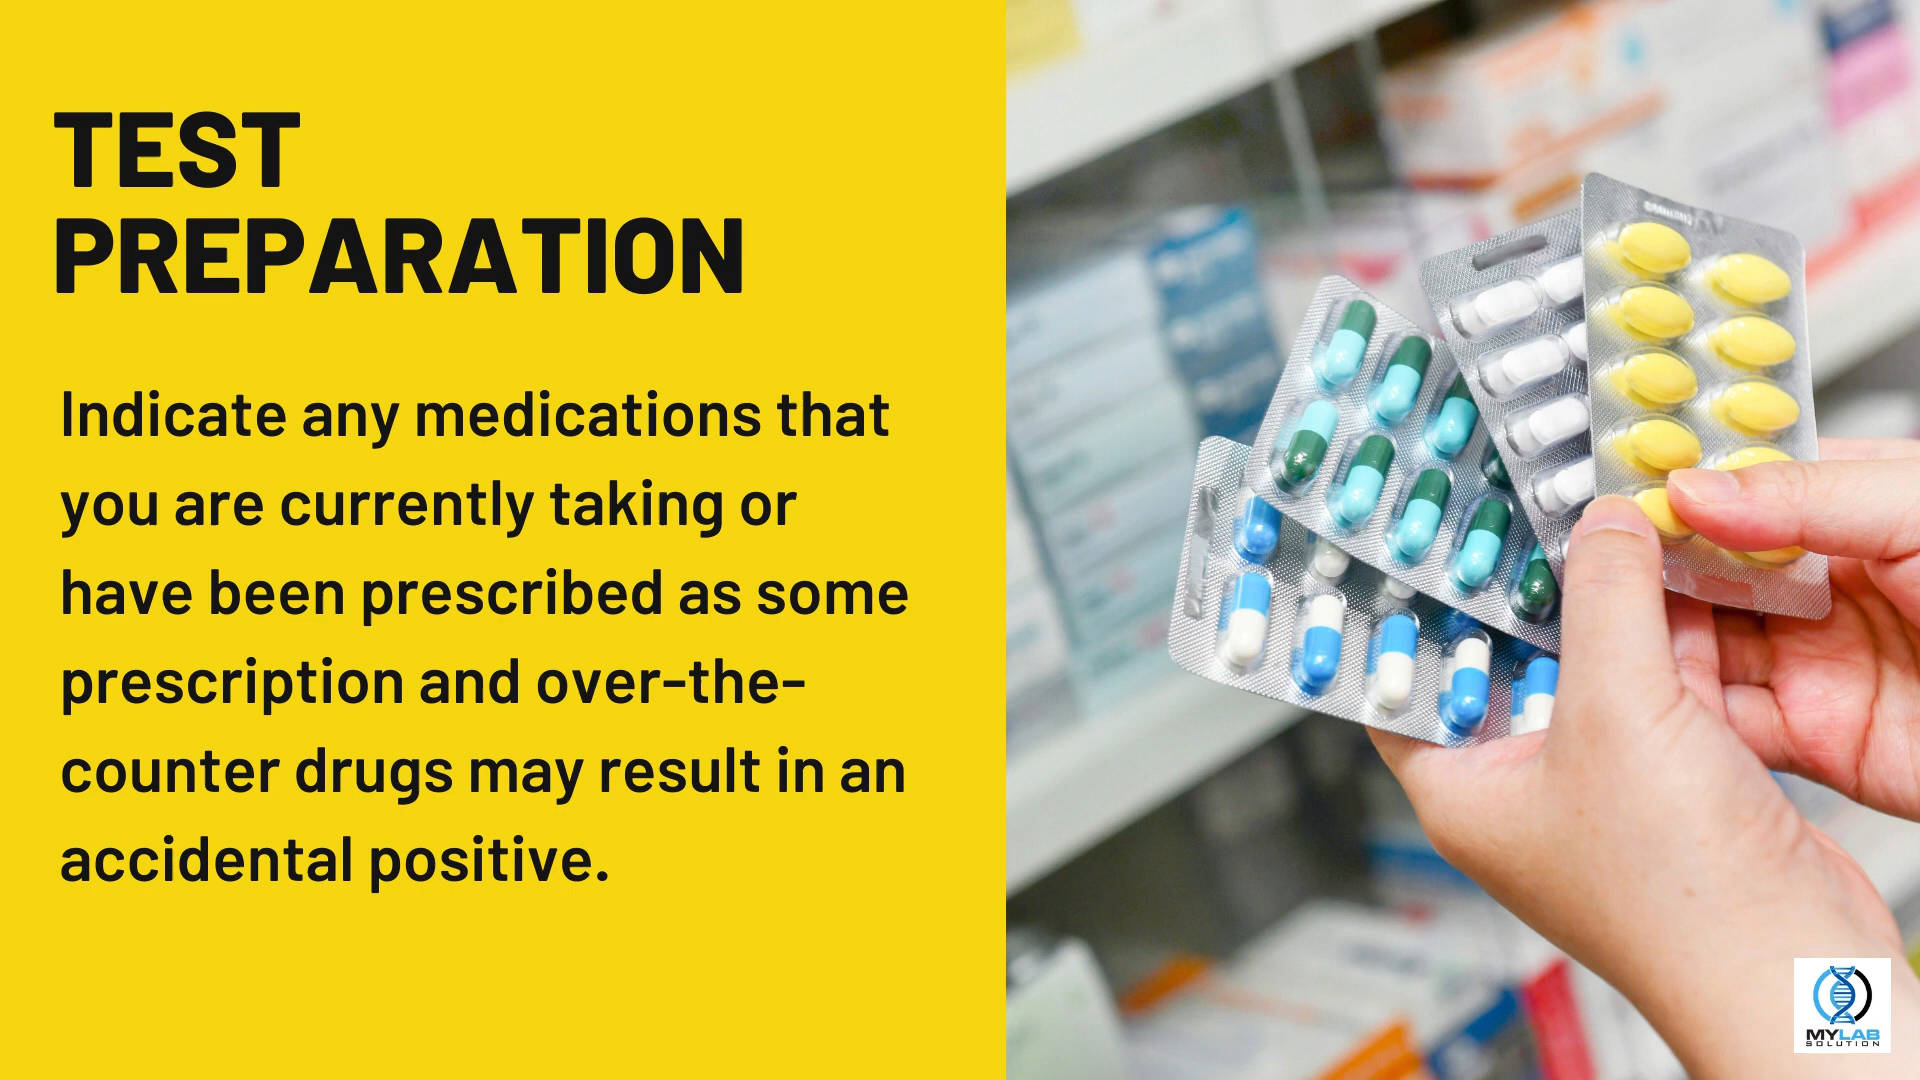 TEST
PREPARATION
Indicate any medications that
you are currently taking or
have been prescribed as some
prescription and over-the-
counter drugs may result in an
accidental positive.
MYLAB
SOLUTION